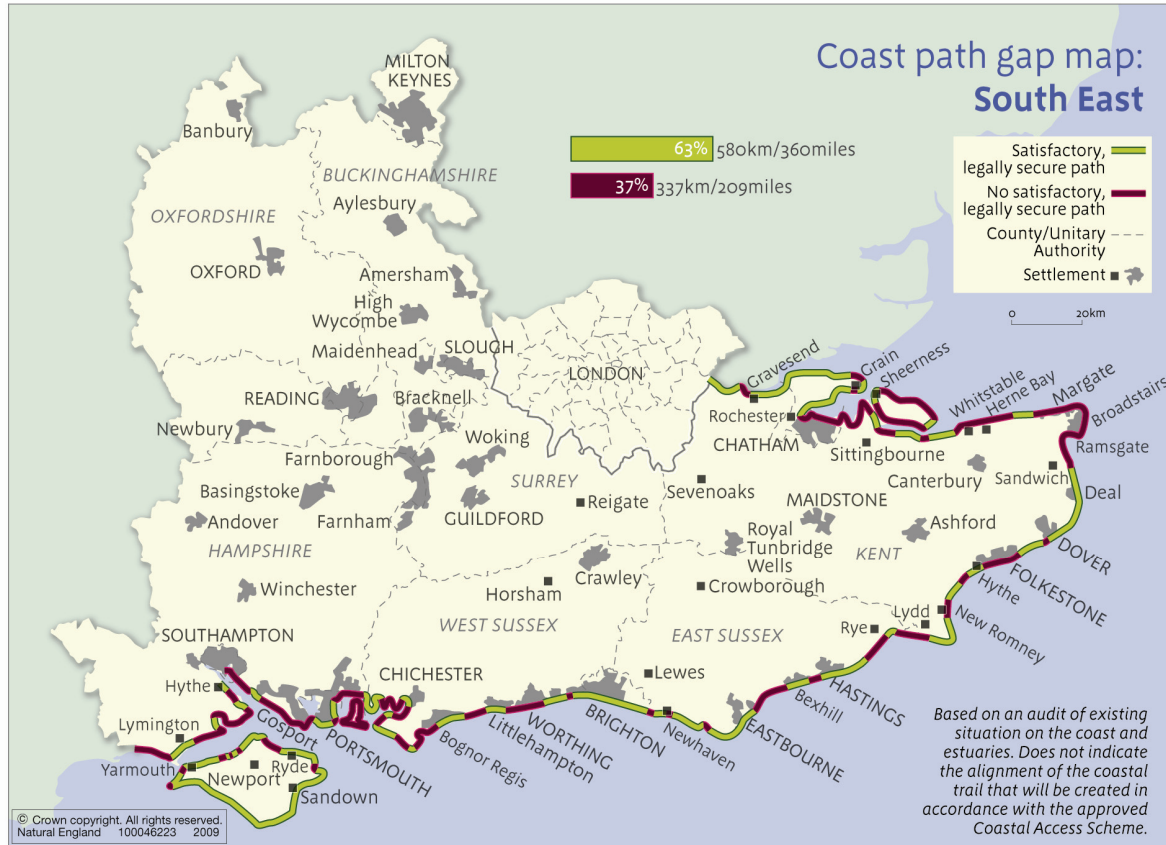 Coast path gap map:
South East
63%
580km/360miles
37%
337km/209miles
Satisfactory,
legally secure path
No satisfactory,
legally secure path
County/Unitary
Authority
Settlement
0
20km
MILTON
KEYNES
Banbury
BUCKINGHAMSHIRE
OXFORDSHIRE
Aylesbury
OXFORD
Amersham
High
Wycombe
Maidenhead
SLOUGH
LONDON
READING
Bracknell
Newbury
Woking
Farnborough
SURREY
Basingstoke
Reigate
Andover
Farnham
GUILDFORD
HAMPSHIRE
Winchester
Crawley
Horsham
WEST SUSSEX
Gravesend
Grain
Sheerness
Rochester
CHATHAM
Sittingbourne
Whitstable
Herne Bay
Margate
Broadstairs
Ramsgate
Canterbury
Sandwich
Sevenoaks
MAIDSTONE
Deal
Ashford
Royal
Tunbridge
Wells
KENT
DOVER
FOLKESTONE
Hythe
Crowborough
Lydd
New Romney
Rye
EAST SUSSEX
Lewes
HASTINGS
Bexhill
EASTBOURNE
Newhaven
BRIGHTON
WORTHING
Littlehampton
Bognor Regis
CHICHESTER
SOUTHAMPTON
Hythe
Lymington
Gosport
PORTSMOUTH
Yarmouth
Newport
Ryde
Sandown
Based on an audit of existing
situation on the coast and
estuaries. Does not indicate
the alignment of the coastal
trail that will be created in
accordance with the approved
Coastal Access Scheme.
© Crown copyright. All rights reserved.
Natural England 100046223 2009